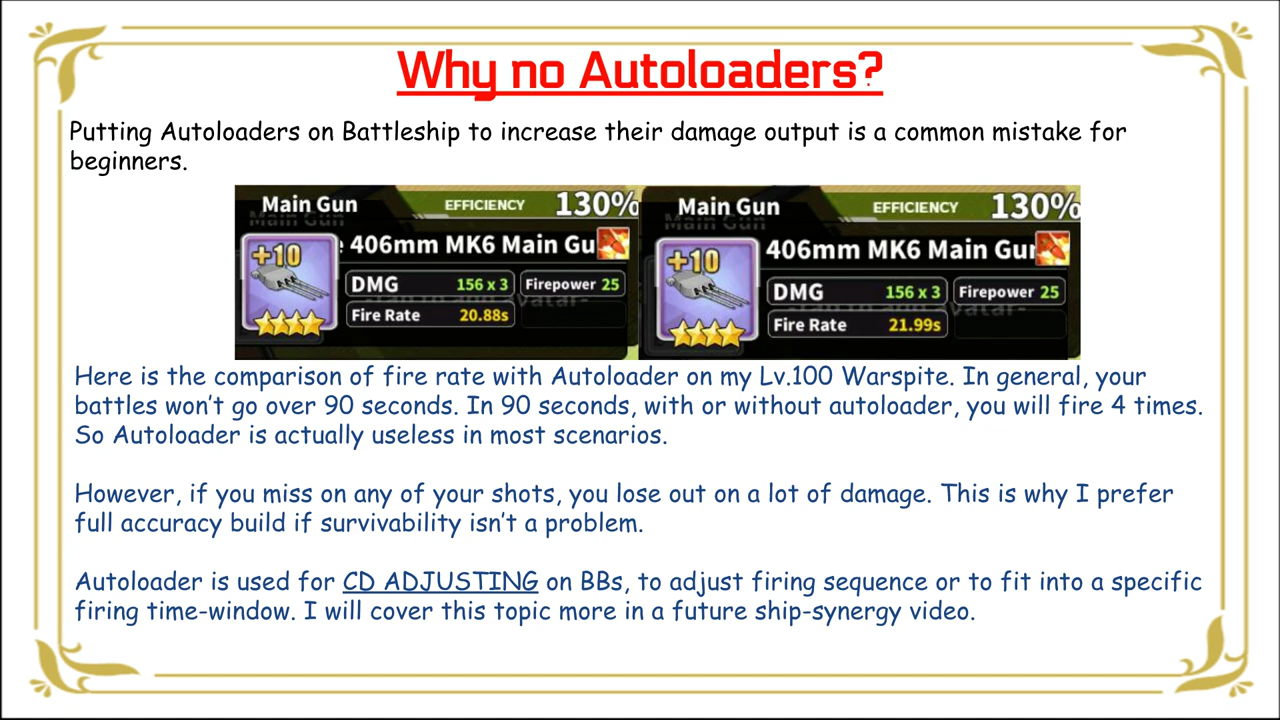 Why no Autoloaders?
Putting Autoloaders on Battleship to increase their damage output is a common mistake for
beginners.
Main Gun EFFICIENCY 130%
+10 406mm MK6 Main Gu
DMG 156 x 3 Firepower 25
Fire Rate 20.88s
Main Gun EFFICIENCY 130%
+10 406mm MK6 Main Gun
DMG 156 x 3 Firepower 25
Fire Rate 21.99s
Here is the comparison of fire rate with Autoloader on my Lv.100 Warspite. In general, your
battles won't go over 90 seconds. In 90 seconds, with or without autoloader, you will fire 4 times.
So Autoloader is actually useless in most scenarios.
However, if you miss on any of your shots, you lose out on a lot of damage. This is why I prefer
full accuracy build if survivability isn't a problem.
Autoloader is used for CD ADJUSTING on BBs, to adjust firing sequence or to fit into a specific
firing time-window. I will cover this topic more in a future ship-synergy video.